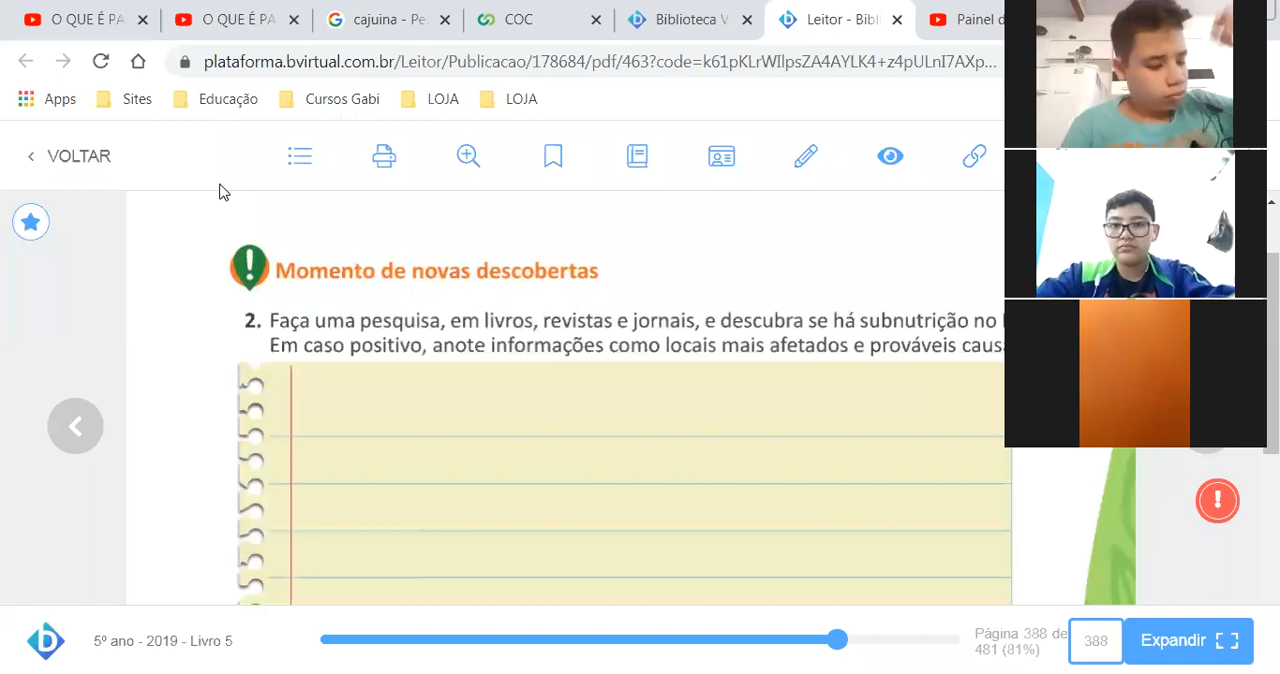 O QUE É PA
O QUE É PA
cajuina - Pe
COC
Biblioteca V
Leitor - Bibl
Painel d
plataforma.bvirtual.com.br/Leitor/Publicacao/178684/pdf/463?code=k61pKLrWIlpsZA4AYLK4+z4pULnI7AXp...
Apps
Sites
Educação
Cursos Gabi
LOJA
LOJA
VOLTAR
Momento de novas descobertas
2. Faça uma pesquisa, em livros, revistas e jornais, e descubra se há subnutrição no
Em caso positivo, anote informações como locais mais afetados e prováveis causa
5º ano - 2019 - Livro 5
Página 388 de
481 (81%)
388
Expandir